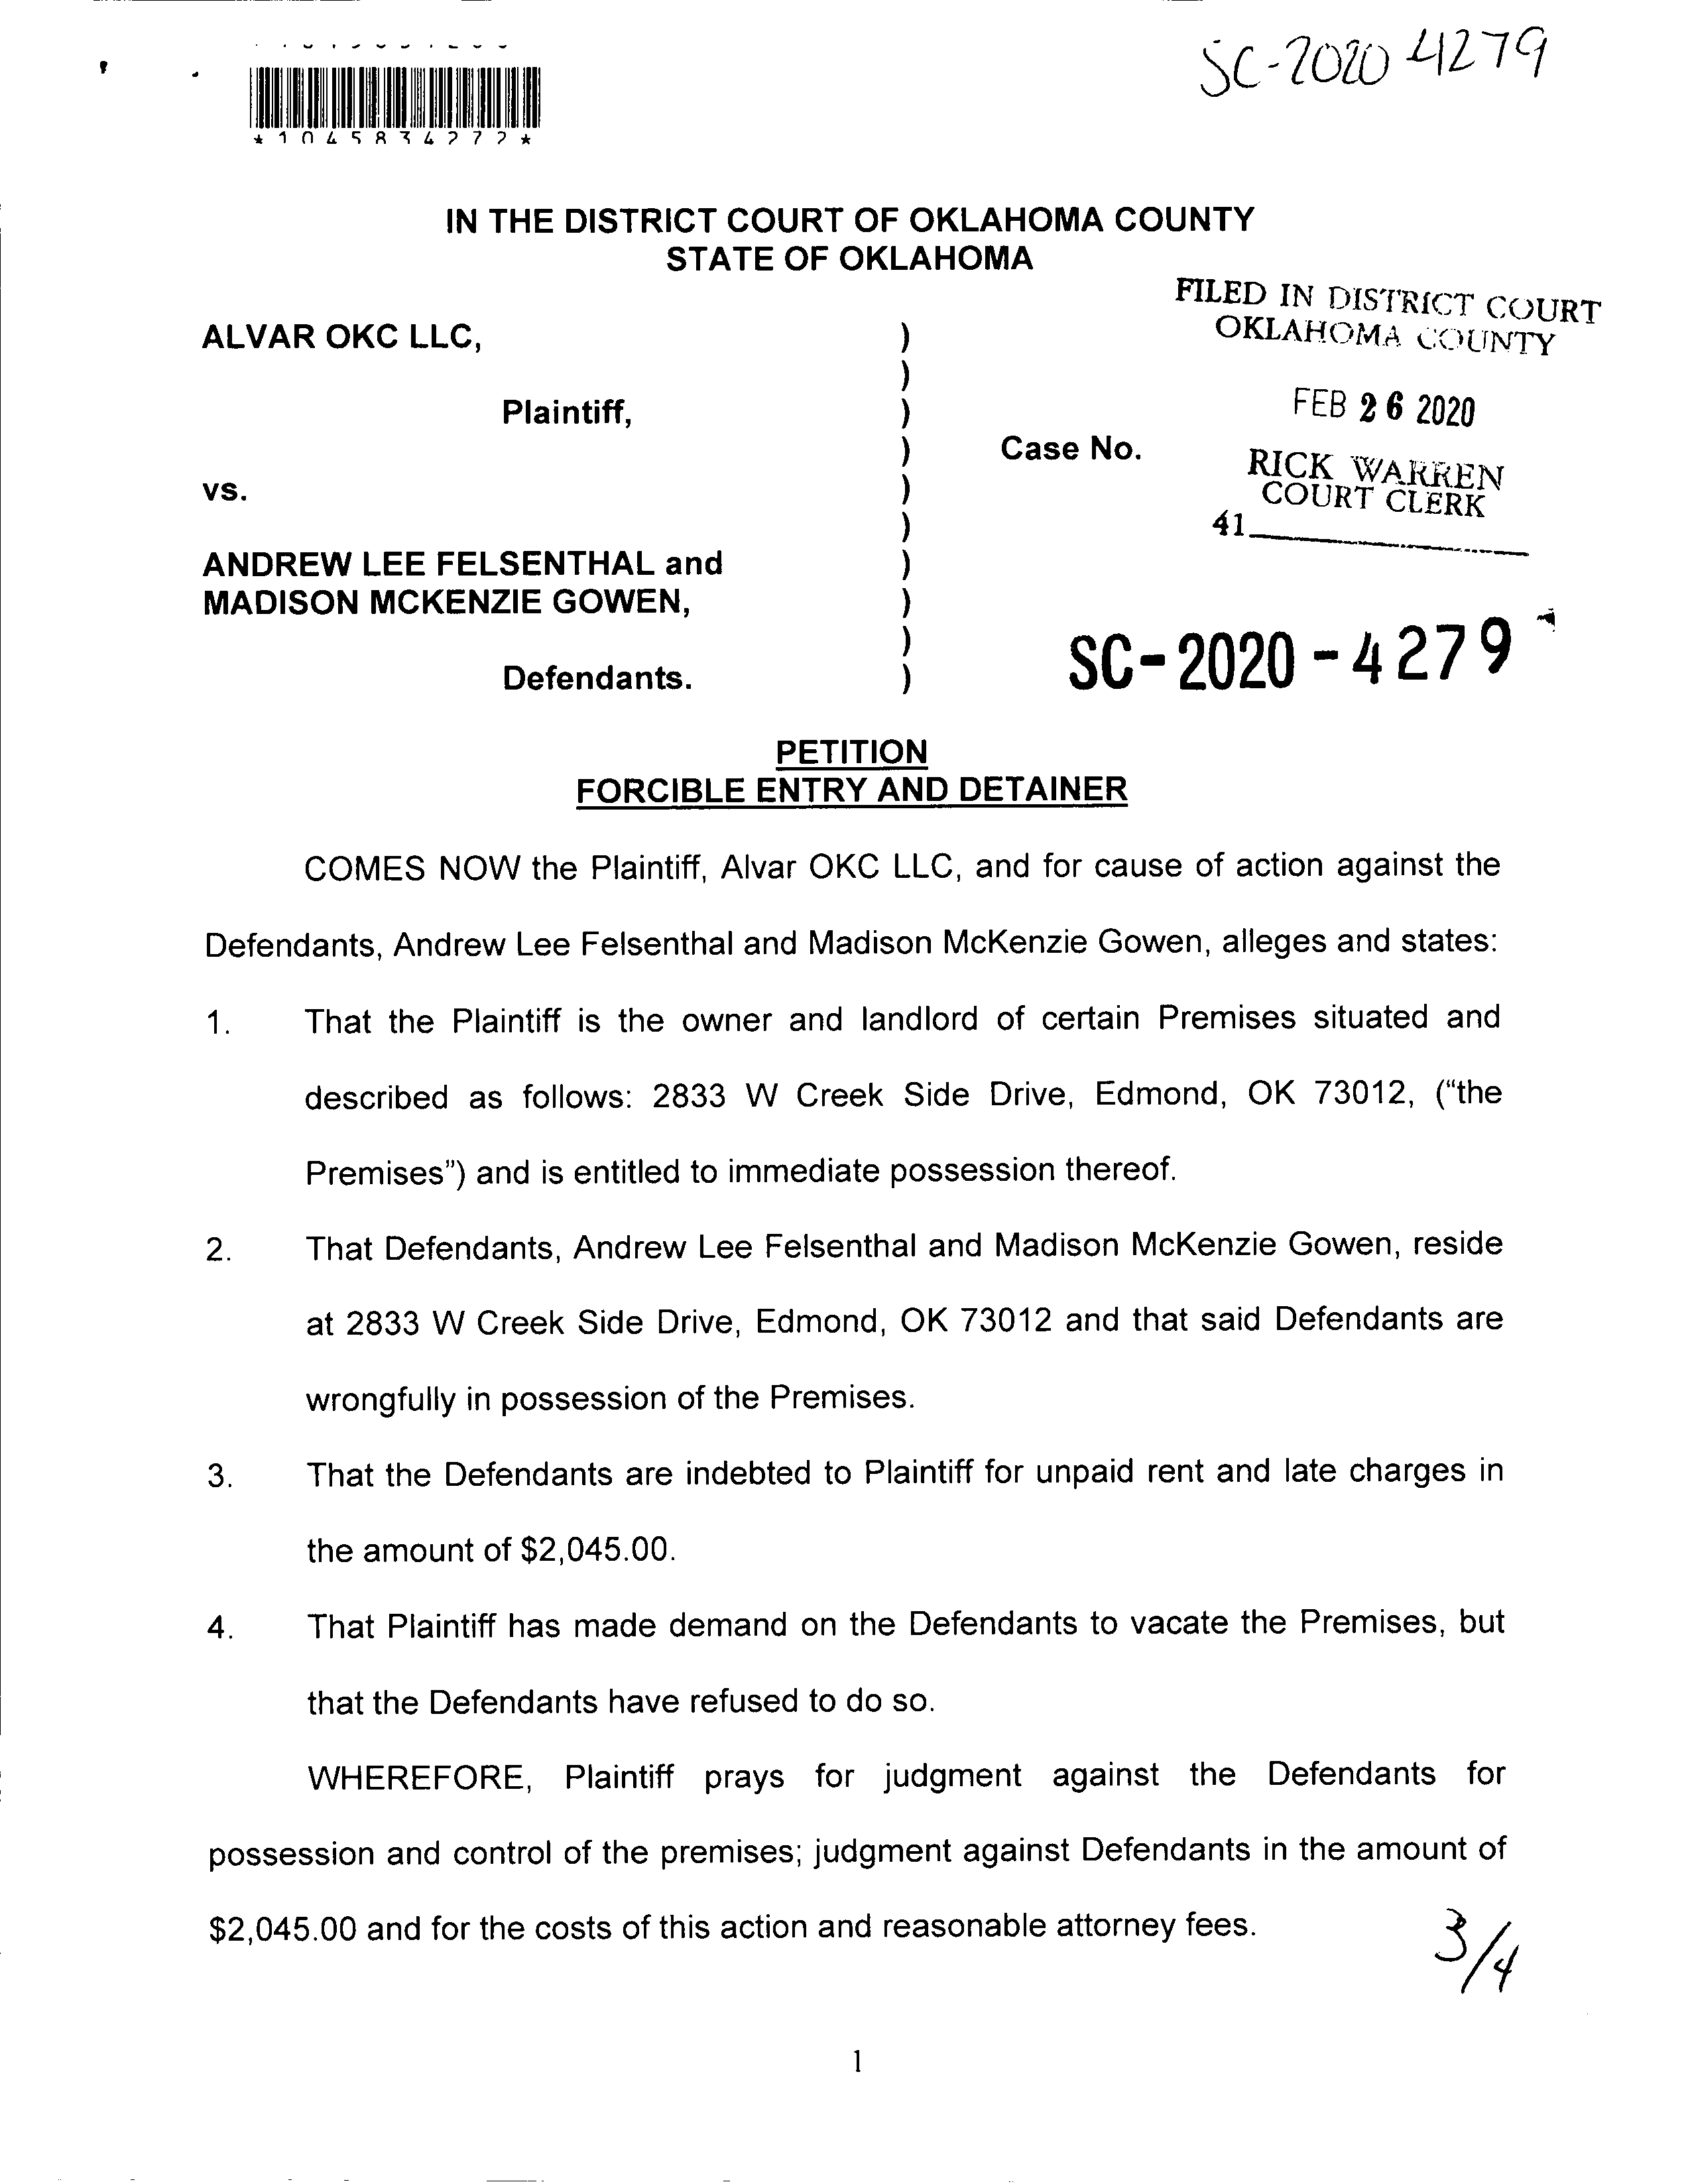 SC-2020 4279
*1045834272*
IN THE DISTRICT COURT OF OKLAHOMA COUNTY
STATE OF OKLAHOMA
FILED IN DISTRICT COURT
OKLAHOMA COUNTY
ALVAR OKC LLC, )
)
FEB 26 2020
Plaintiff, )
) Case No.
RICK WARREN
COURT CLERK
vs. )
) 41
ANDREW LEE FELSENTHAL and )
MADISON MCKENZIE GOWEN, )
)
SC-2020-4279
Defendants. )
PETITION
FORCIBLE ENTRY AND DETAINER
COMES NOW the Plaintiff, Alvar OKC LLC, and for cause of action against the
Defendants, Andrew Lee Felsenthal and Madison McKenzie Gowen, alleges and states:
1. That the Plaintiff is the owner and landlord of certain Premises situated and
described as follows: 2833 W Creek Side Drive, Edmond, OK 73012, (“the
Premises”) and is entitled to immediate possession thereof.
2. That Defendants, Andrew Lee Felsenthal and Madison McKenzie Gowen, reside
at 2833 W Creek Side Drive, Edmond, OK 73012 and that said Defendants are
wrongfully in possession of the Premises.
3. That the Defendants are indebted to Plaintiff for unpaid rent and late charges in
the amount of $2,045.00.
4. That Plaintiff has made demand on the Defendants to vacate the Premises, but
that the Defendants have refused to do so.
WHEREFORE, Plaintiff prays for judgment against the Defendants for
possession and control of the premises; judgment against Defendants in the amount of
$2,045.00 and for the costs of this action and reasonable attorney fees.
3/4
1